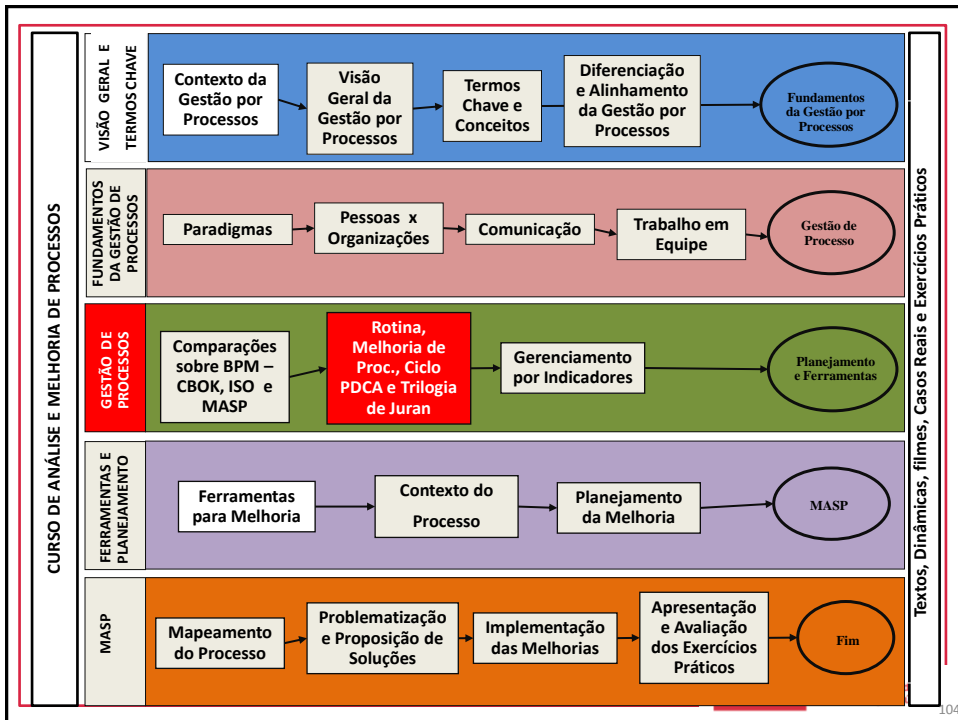 CURSO DE ANÁLISE E MELHORIA DE PROCESSOS
VISÃO GERAL E
TERMOS CHAVE
Contexto da
Gestão por
Processos
Visão
Geral da
Gestão por
Processos
Termos
Chave e
Conceitos
Diferenciação
e Alinhamento
da Gestão por
Processos
Fundamentos
da Gestão por
Processos
FUNDAMENTOS
DA GESTÃO DE
PROCESSOS
Paradigmas
Pessoas x
Organizações
Comunicação
Trabalho em
Equipe
Gestão de
Processo
GESTÃO DE
PROCESSOS
Comparações
sobre BPM –
CBOK, ISO e
MASP
Rotina,
Melhoria de
Proc., Ciclo
PDCA e Trilogia
de Juran
Gerenciamento
por Indicadores
Planejamento
e Ferramentas
FERRAMENTAS E
PLANEJAMENTO
Ferramentas
para Melhoria
Contexto do
Processo
Planejamento
da Melhoria
MASP
MASP
Mapeamento
do Processo
Problematização
e Proposição de
Soluções
Implementação
das Melhorias
Apresentação
e Avaliação
dos Exercícios
Práticos
Fim
Textos, Dinâmicas, filmes, Casos Reais e Exercícios Práticos
104